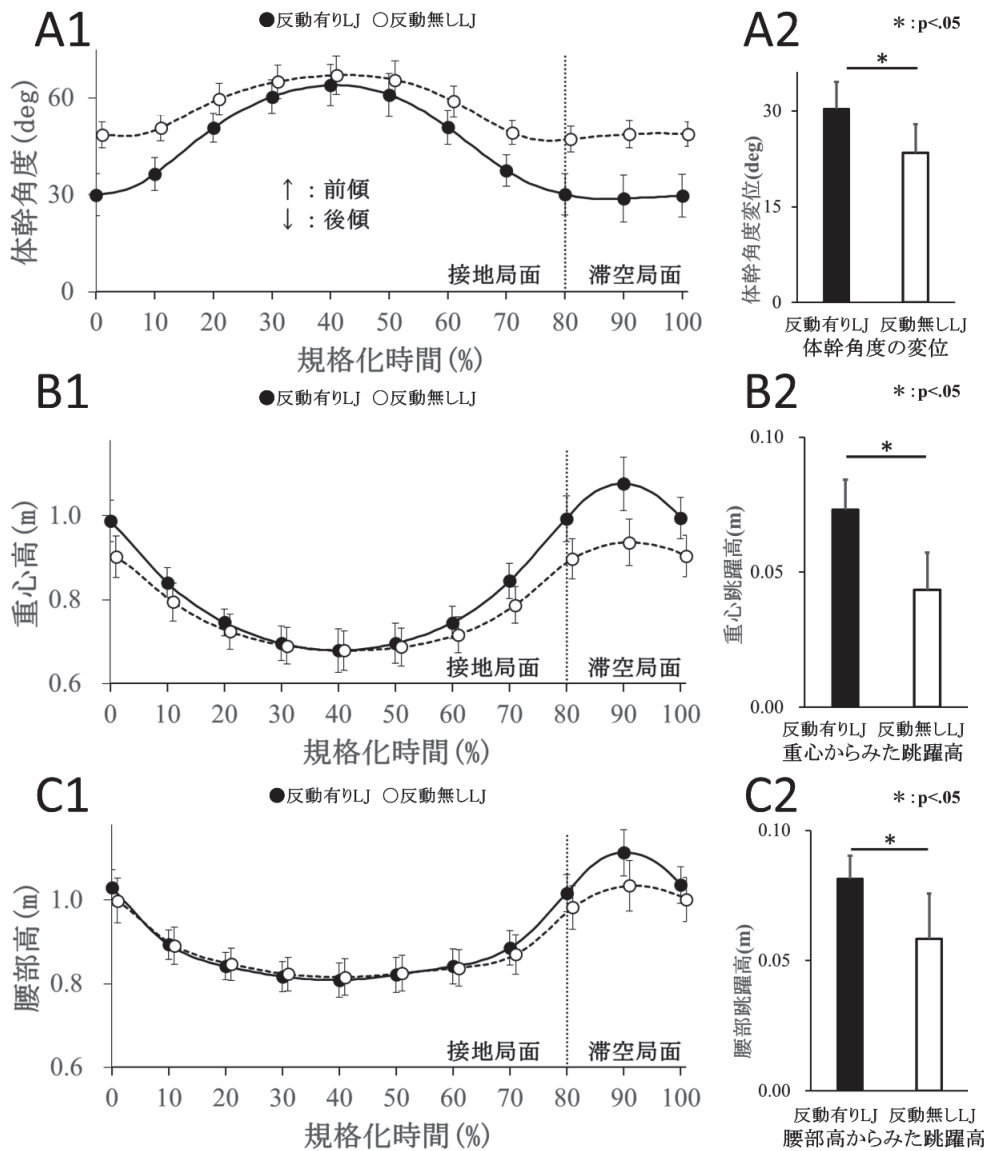 A1
●反動有りLJ ○反動無しLJ
体幹角度(deg)
60
30
0
↑ : 前傾
↓ : 後傾
接地局面
滞空局面
0 10 20 30 40 50 60 70 80 90 100
規格化時間(%)
A2
*:p<.05
*
体幹角度変位(deg)
30
15
0
反動有りLJ 反動無しLJ
体幹角度の変位
B1
●反動有りLJ ○反動無しLJ
重心高(m)
1.0
0.8
0.6
接地局面
滞空局面
0 10 20 30 40 50 60 70 80 90 100
規格化時間(%)
B2
*:p<.05
*
重心跳躍高(m)
0.10
0.05
0.00
反動有りLJ 反動無しLJ
重心からみた跳躍高
C1
●反動有りLJ ○反動無しLJ
腰部高(m)
1.0
0.8
0.6
接地局面
滞空局面
0 10 20 30 40 50 60 70 80 90 100
規格化時間(%)
C2
*:p<.05
*
腰部跳躍高(m)
0.10
0.05
0.00
反動有りLJ 反動無しLJ
腰部高からみた跳躍高